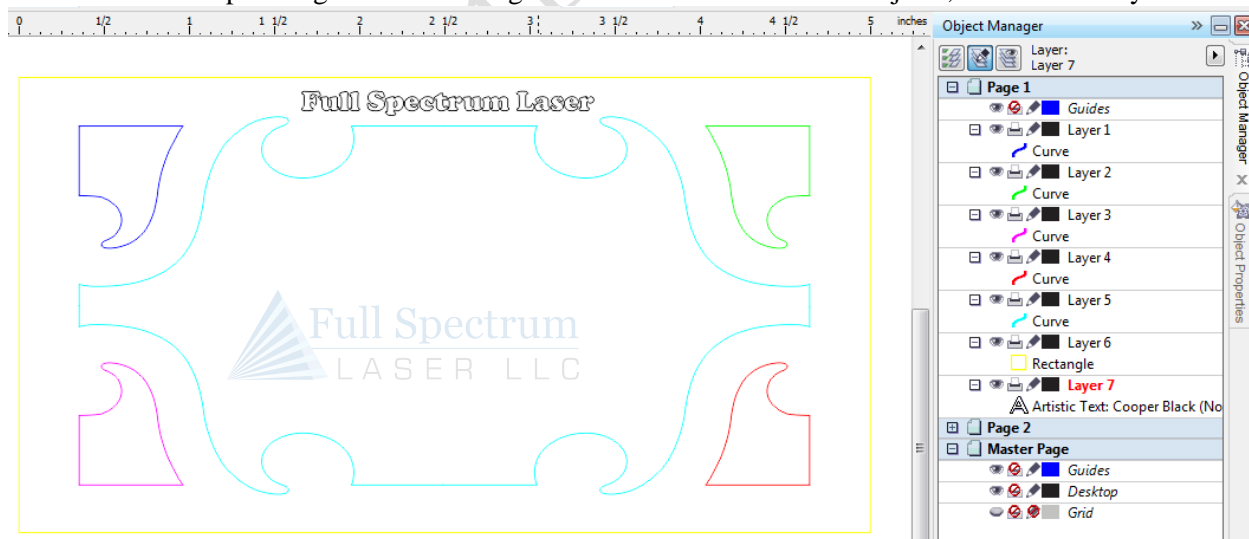 0 1/2 1 1 1/2 2 2 1/2 3 3 1/2 4 4 1/2 5 inches
Full Spectrum Laser
Full Spectrum
LASER LLC
Object Manager
Layer:
Layer 7
Page 1
Guides
Layer 1
Curve
Layer 2
Curve
Layer 3
Curve
Layer 4
Curve
Layer 5
Curve
Layer 6
Rectangle
Layer 7
Artistic Text: Cooper Black (No
Page 2
Master Page
Guides
Desktop
Grid
Object Manager
Object Properties